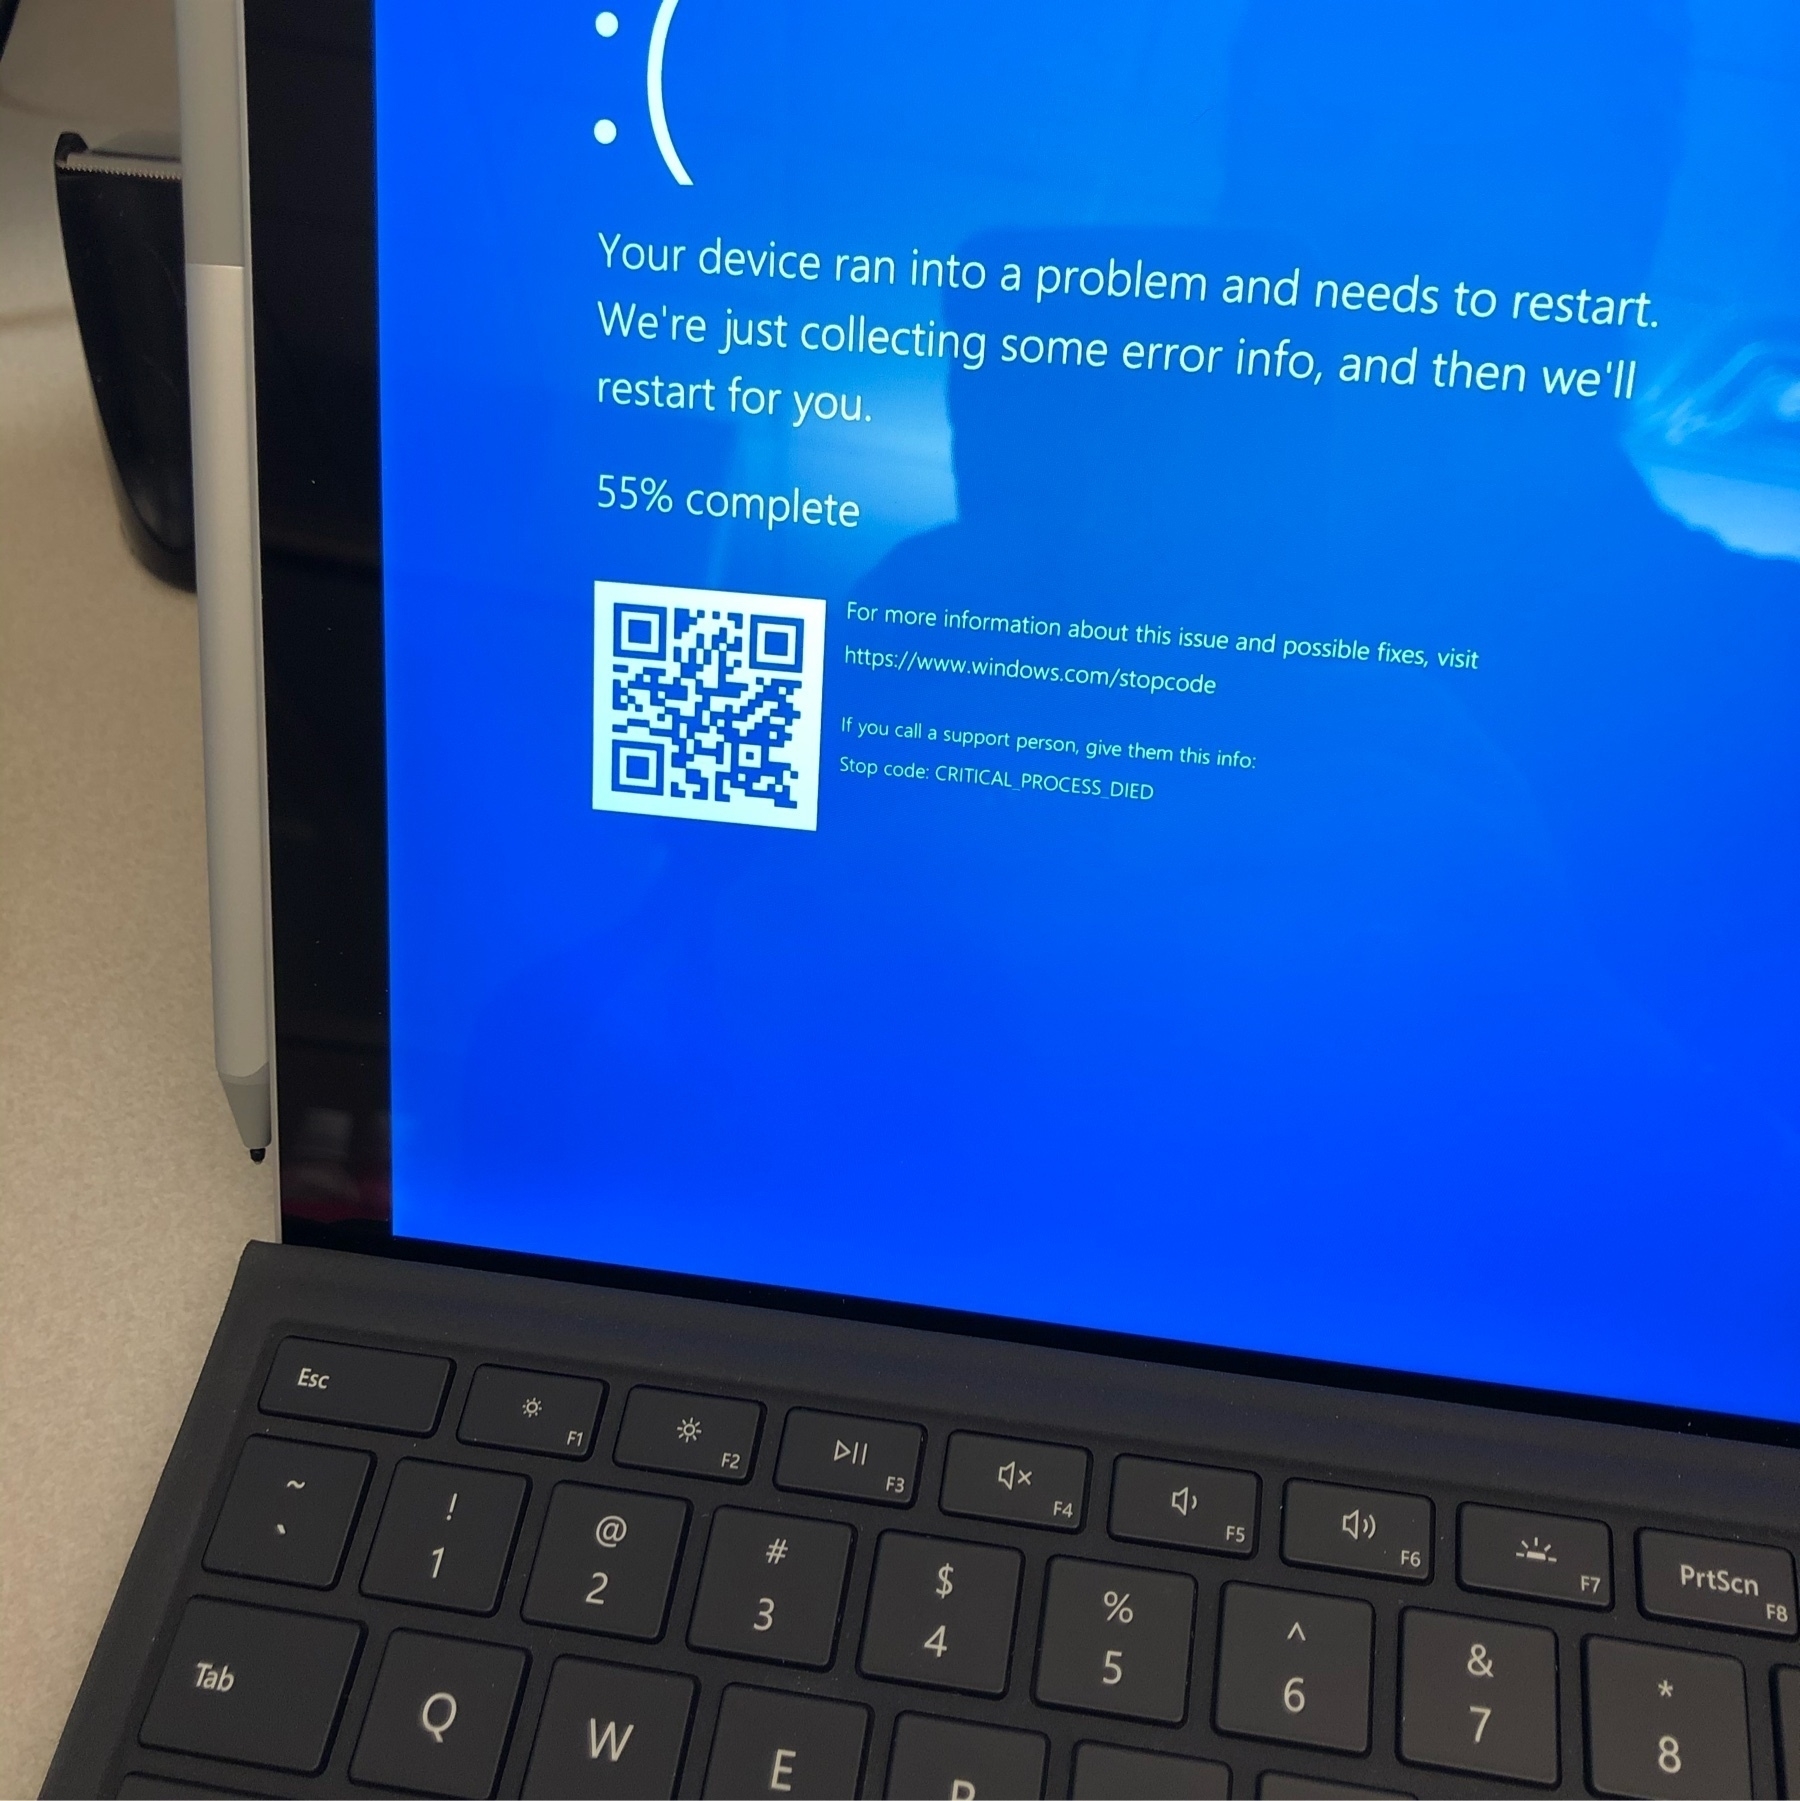 :(
Your device ran into a problem and needs to restart.
We're just collecting some error info, and then we'll
restart for you.
55% complete
For more information about this issue and possible fixes, visit
https://www.windows.com/stopcode
If you call a support person, give them this info:
Stop code: CRITICAL_PROCESS_DIED
Esc F1 F2 F3 F4 F5 F6 F7 PrtScn F8
~ ! @ # $ % ^ & *
` 1 2 3 4 5 6 7 8
Tab Q W E